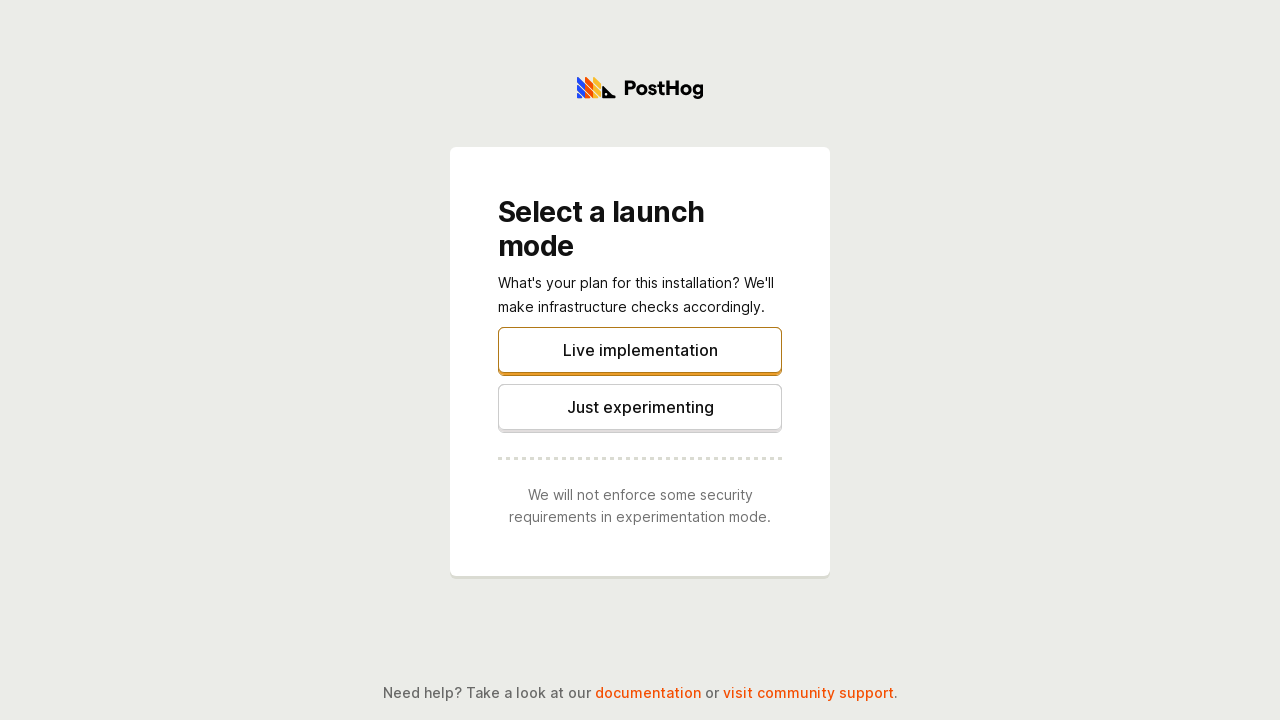 PostHog
Select a launch
mode
What's your plan for this installation? We'll
make infrastructure checks accordingly.
Live implementation
Just experimenting
We will not enforce some security
requirements in experimentation mode.
Need help? Take a look at our documentation or visit community support.